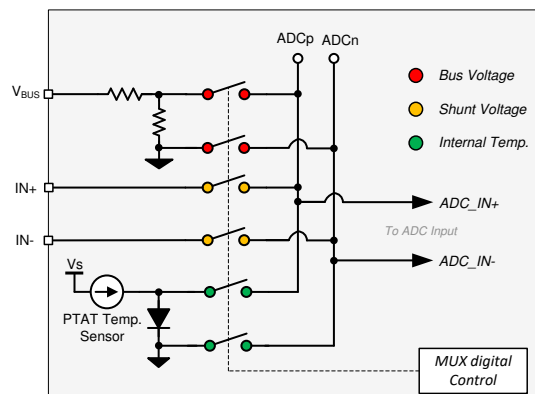 ADCp ADCn
VBUS
Bus Voltage
Shunt Voltage
Internal Temp.
IN+
ADC_IN+
To ADC Input
IN-
ADC_IN-
Vs
PTAT Temp.
Sensor
MUX digital
Control